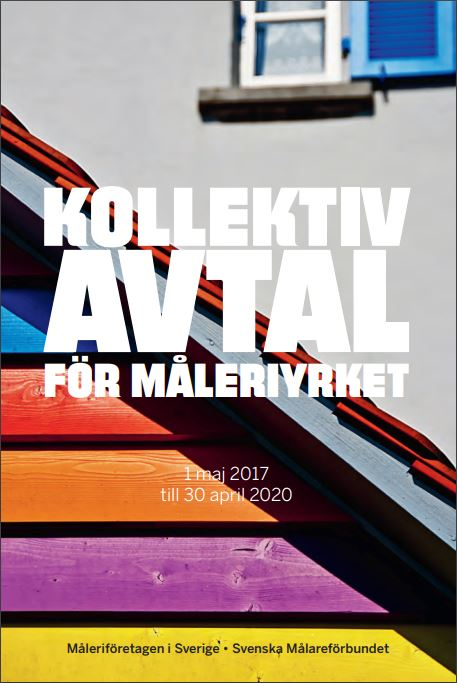 KOLLEKTIV
AVTAL
FÖR MÅLERIYRKET
1 maj 2017
till 30 april 2020
Måleriföretagen i Sverige • Svenska Målareförbundet